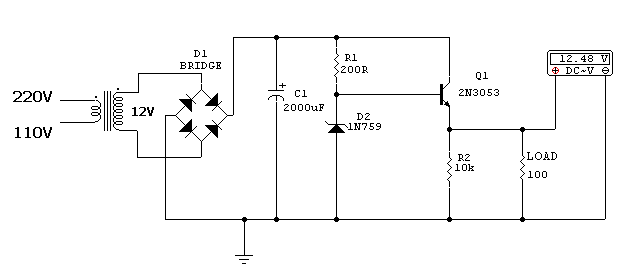 D1
BRIDGE
R1
200R
Q1
2N3053
12.48 V
DC~V
220V
110V
12V
C1
2000uF
D2
1N759
R2
10k
LOAD
100